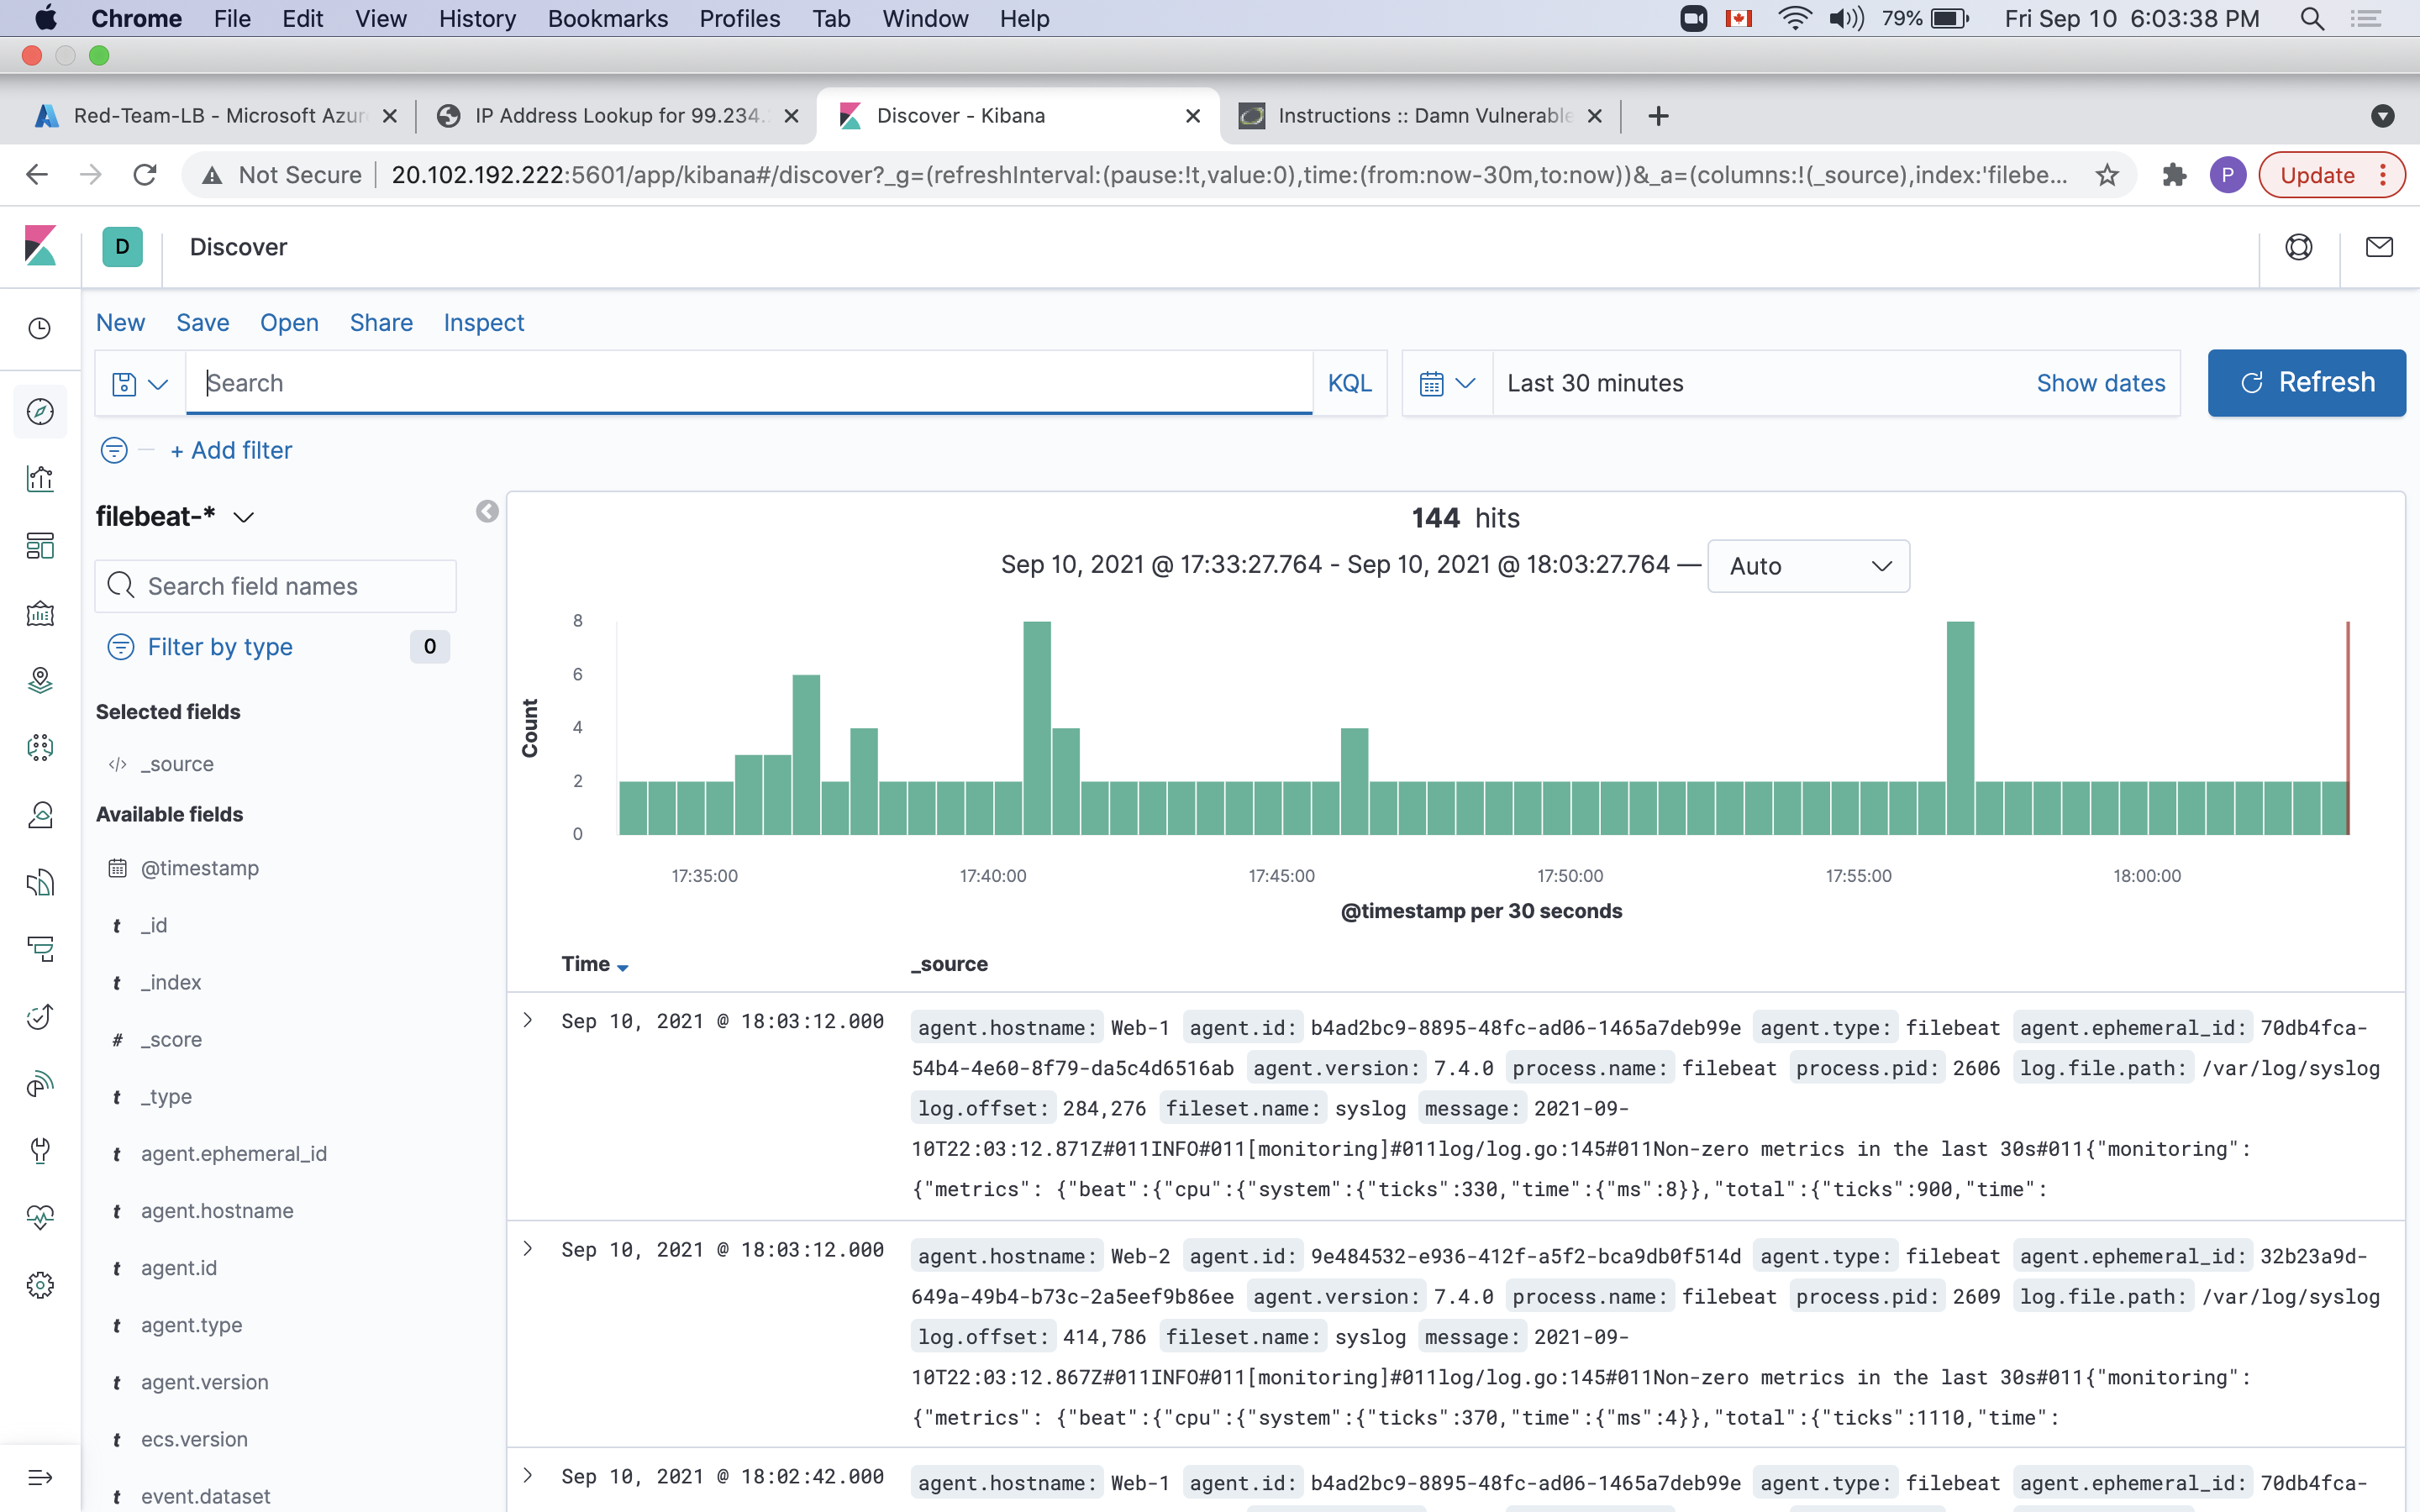 Chrome File Edit View History Bookmarks Profiles Tab Window Help 79% Fri Sep 10 6:03:38 PM
Red-Team-LB - Microsoft Azur IP Address Lookup for 99.234. Discover - Kibana Instructions :: Damn Vulnerable
Not Secure 20.102.192.222:5601/app/kibana#/discover?_g=(refreshInterval:(pause:!t,value:0),time:(from:now-30m,to:now))&_a=(columns:!(_source),index:'filebe... P Update
D Discover
New Save Open Share Inspect
Search KQL Last 30 minutes Show dates Refresh
+ Add filter
filebeat-*
144 hits
Sep 10, 2021 @ 17:33:27.764 - Sep 10, 2021 @ 18:03:27.764 — Auto
Search field names
Filter by type 0
Selected fields
</> _source
Available fields
@timestamp
t _id
t _index
# _score
t _type
t agent.ephemeral_id
t agent.hostname
t agent.id
t agent.type
t agent.version
t ecs.version
t event.dataset
Count
8
6
4
2
0
17:35:00 17:40:00 17:45:00 17:50:00 17:55:00 18:00:00
@timestamp per 30 seconds
Time _source
Sep 10, 2021 @ 18:03:12.000 agent.hostname: Web-1 agent.id: b4ad2bc9-8895-48fc-ad06-1465a7deb99e agent.type: filebeat agent.ephemeral_id: 70db4fca-
54b4-4e60-8f79-da5c4d6516ab agent.version: 7.4.0 process.name: filebeat process.pid: 2606 log.file.path: /var/log/syslog
log.offset: 284,276 fileset.name: syslog message: 2021-09-
10T22:03:12.871Z#011INFO#011[monitoring]#011log/log.go:145#011Non-zero metrics in the last 30s#011{"monitoring":
{"metrics": {"beat":{"cpu":{"system":{"ticks":330,"time":{"ms":8}},"total":{"ticks":900,"time":
Sep 10, 2021 @ 18:03:12.000 agent.hostname: Web-2 agent.id: 9e484532-e936-412f-a5f2-bca9db0f514d agent.type: filebeat agent.ephemeral_id: 32b23a9d-
649a-49b4-b73c-2a5eef9b86ee agent.version: 7.4.0 process.name: filebeat process.pid: 2609 log.file.path: /var/log/syslog
log.offset: 414,786 fileset.name: syslog message: 2021-09-
10T22:03:12.867Z#011INFO#011[monitoring]#011log/log.go:145#011Non-zero metrics in the last 30s#011{"monitoring":
{"metrics": {"beat":{"cpu":{"system":{"ticks":370,"time":{"ms":4}},"total":{"ticks":1110,"time":
Sep 10, 2021 @ 18:02:42.000 agent.hostname: Web-1 agent.id: b4ad2bc9-8895-48fc-ad06-1465a7deb99e agent.type: filebeat agent.ephemeral_id: 70db4fca-